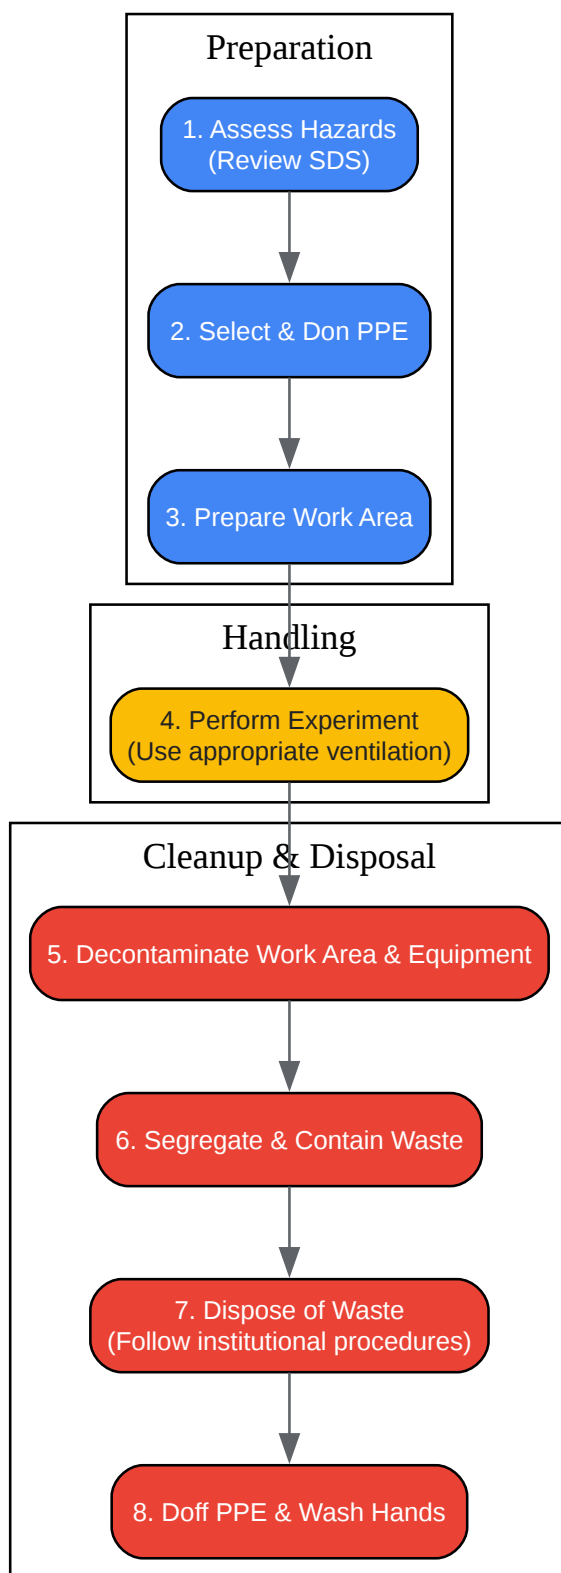 Preparation
1. Assess Hazards
(Review SDS)
2. Select & Don PPE
3. Prepare Work Area
Handling
4. Perform Experiment
(Use appropriate ventilation)
Cleanup & Disposal
5. Decontaminate Work Area & Equipment
6. Segregate & Contain Waste
7. Dispose of Waste
(Follow institutional procedures)
8. Doff PPE & Wash Hands